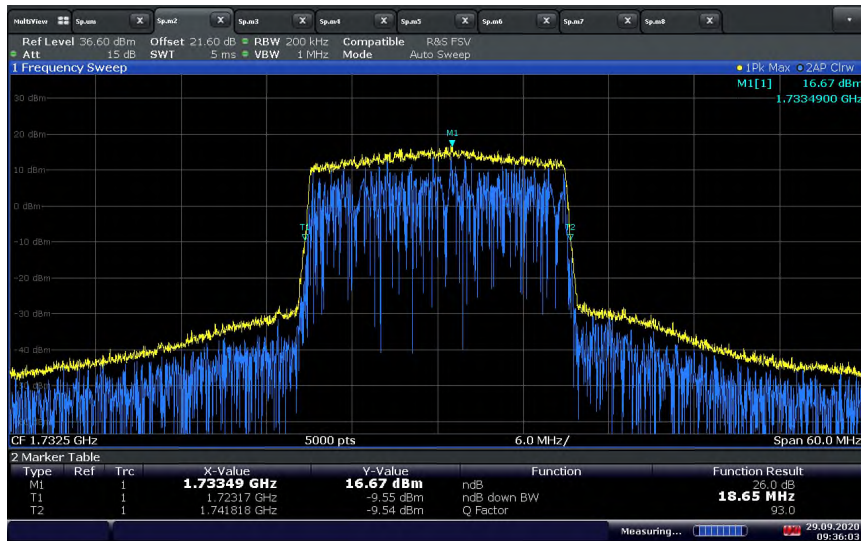 MultiView Sp.um X Sp.m2 X Sp.m3 X Sp.m4 X Sp.m5 X Sp.m6 X Sp.m7 X Sp.m8 X
Ref Level 36.60 dBm Offset 21.60 dB RBW 200 kHz Compatible R&S FSV
Att 15 dB SWT 5 ms VBW 1 MHz Mode Auto Sweep
1 Frequency Sweep 1Pk Max 2AP Clrw
M1[1] 16.67 dBm
1.7334900 GHz
30 dBm
20 dBm
M1
10 dBm
0 dBm
T2
-10 dBm
-20 dBm
-30 dBm
-40 dBm
CF 1.7325 GHz 5000 pts 6.0 MHz/ Span 60.0 MHz
2 Marker Table
Type Ref Trc X-Value Y-Value Function Function Result
M1 1 1.73349 GHz 16.67 dBm ndB 26.0 dB
T1 1 1.72317 GHz -9.55 dBm ndB down BW 18.65 MHz
T2 1 1.741818 GHz -9.54 dBm Q Factor 93.0
Measuring... 29.09.2020
09:36:03